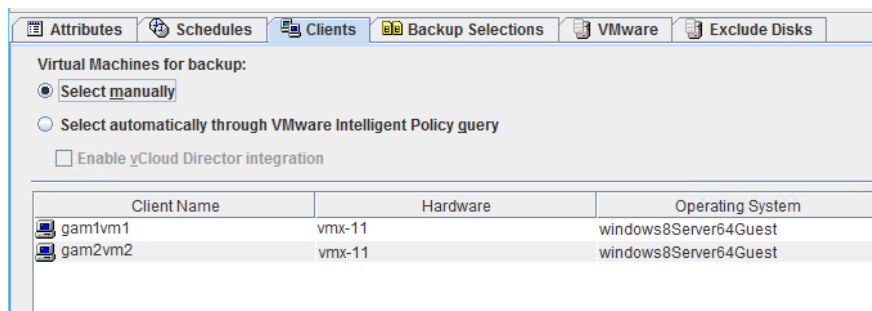 Attributes Schedules Clients Backup Selections VMware Exclude Disks
Virtual Machines for backup:
Select manually
Select automatically through VMware Intelligent Policy query
Enable vCloud Director integration
Client Name Hardware Operating System
gam1vm1 vmx-11 windows8Server64Guest
gam2vm2 vmx-11 windows8Server64Guest